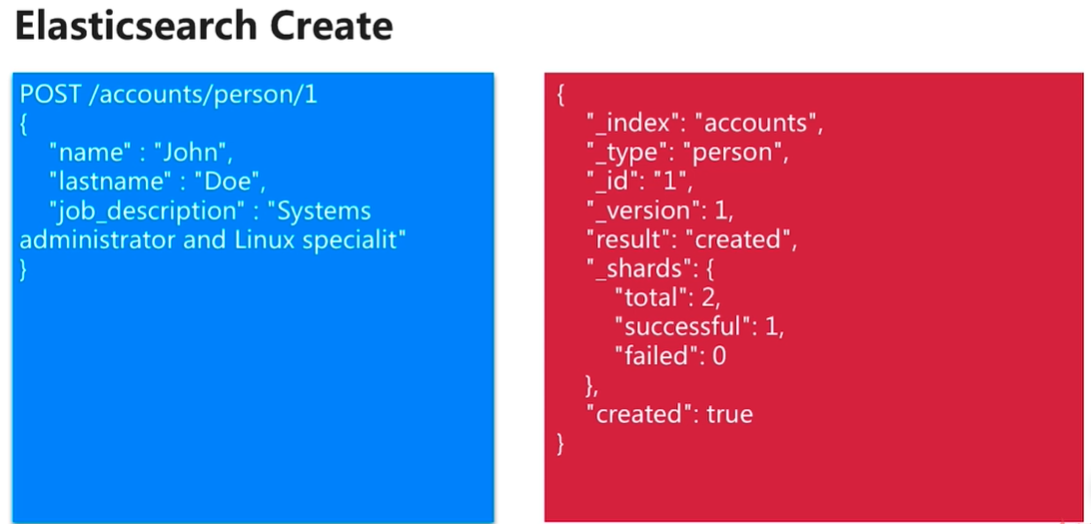 Elasticsearch Create
POST /accounts/person/1
{
"name" : "John",
"lastname" : "Doe",
"job_description" : "Systems
administrator and Linux specialit"
}
{
"_index": "accounts",
"_type": "person",
"_id": "1",
"_version": 1,
"result": "created",
"_shards": {
"total": 2,
"successful": 1,
"failed": 0
},
"created": true
}